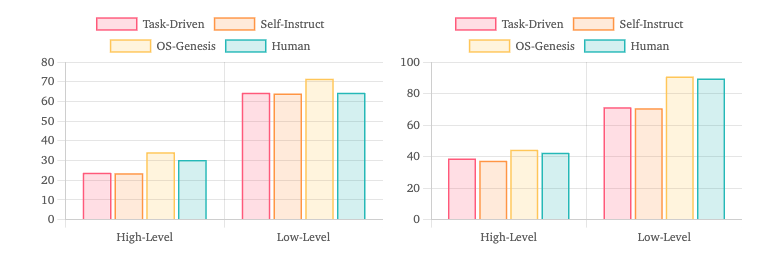 Task-Driven Self-Instruct
OS-Genesis Human
80
70
60
50
40
30
20
10
0
High-Level Low-Level
Task-Driven Self-Instruct
OS-Genesis Human
100
80
60
40
20
0
High-Level Low-Level